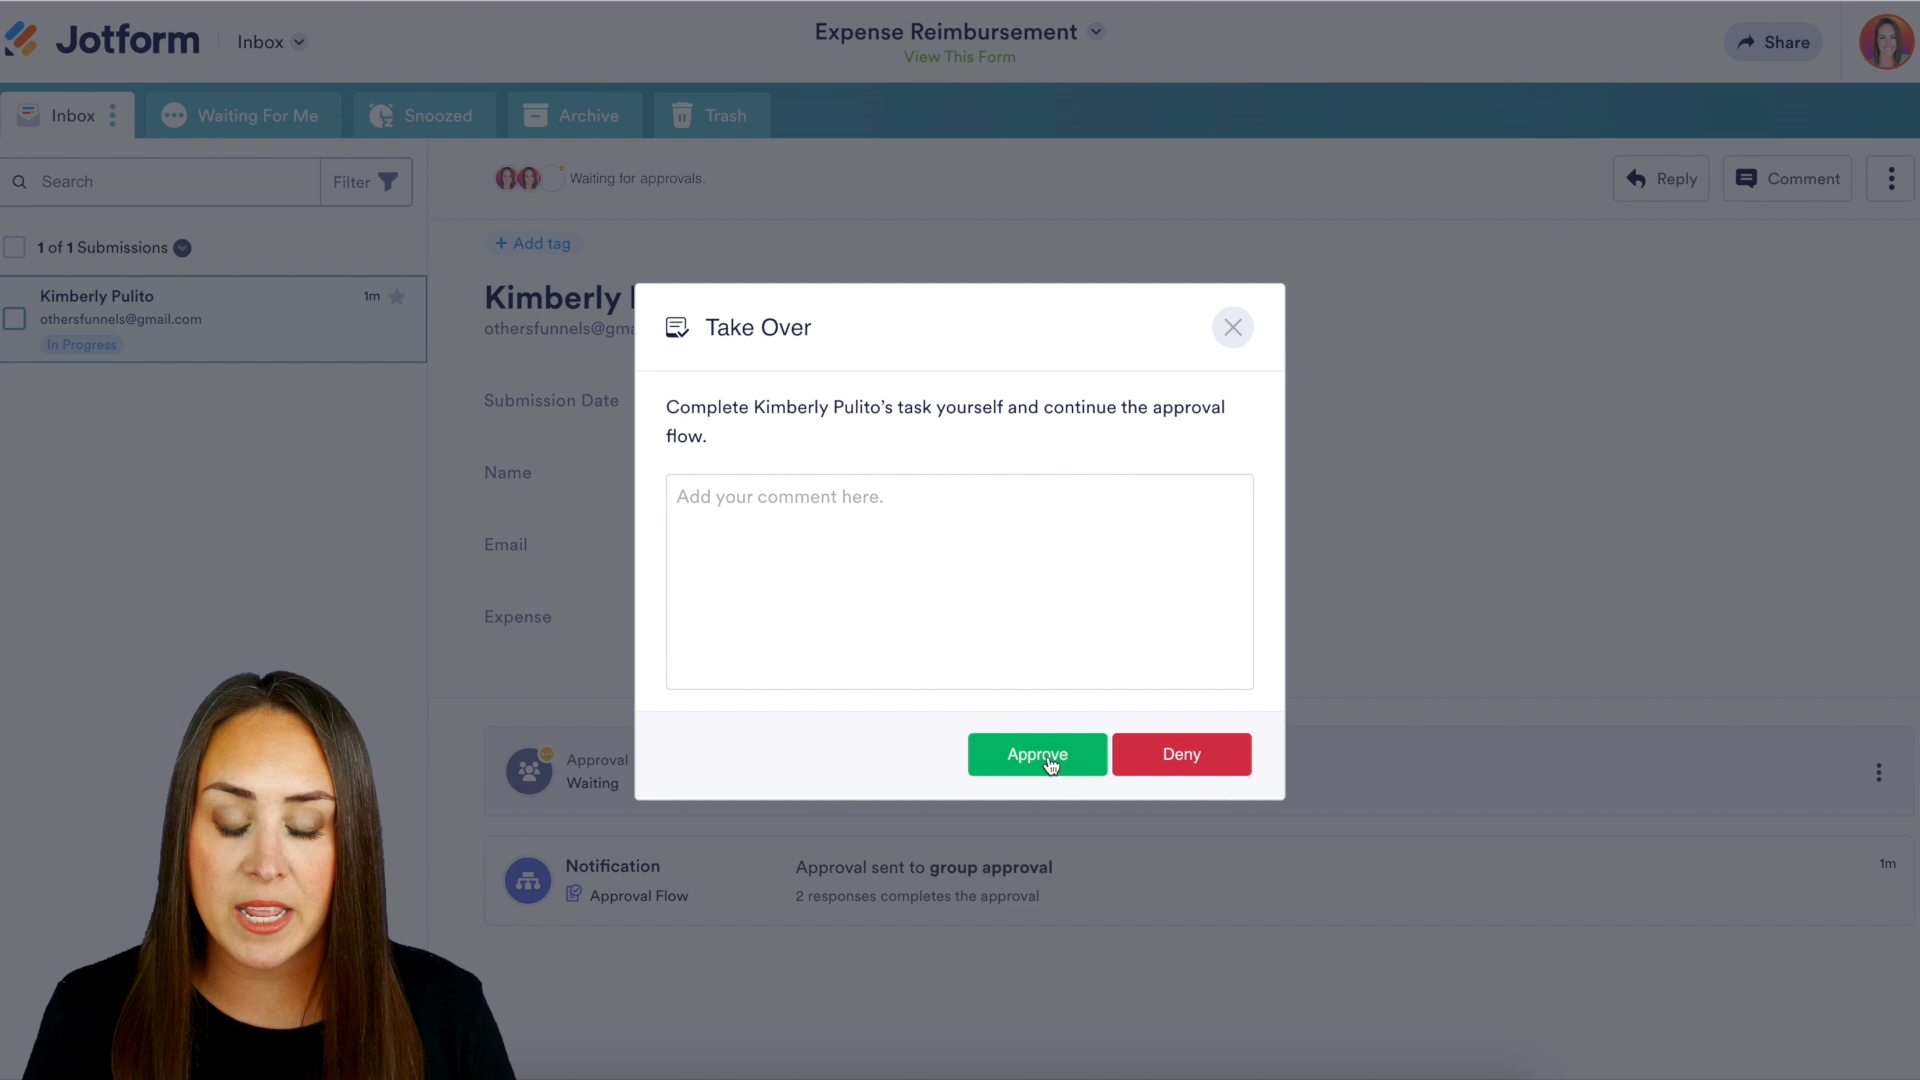 Jotform
Inbox
Expense Reimbursement
View This Form
Share
Inbox
Waiting For Me
Snoozed
Archive
Trash
Search
Filter
Waiting for approvals.
Reply
Comment
1 of 1 Submissions
+ Add tag
Kimberly Pulito
1m
othersfunnels@gmail.com
In Progress
Kimberly
othersfunnels@gma
Submission Date
Name
Email
Expense
Take Over
Complete Kimberly Pulito's task yourself and continue the approval
flow.
Add your comment here.
Approve
Deny
Approval
Waiting
Notification
Approval Flow
Approval sent to group approval
2 responses completes the approval
1m